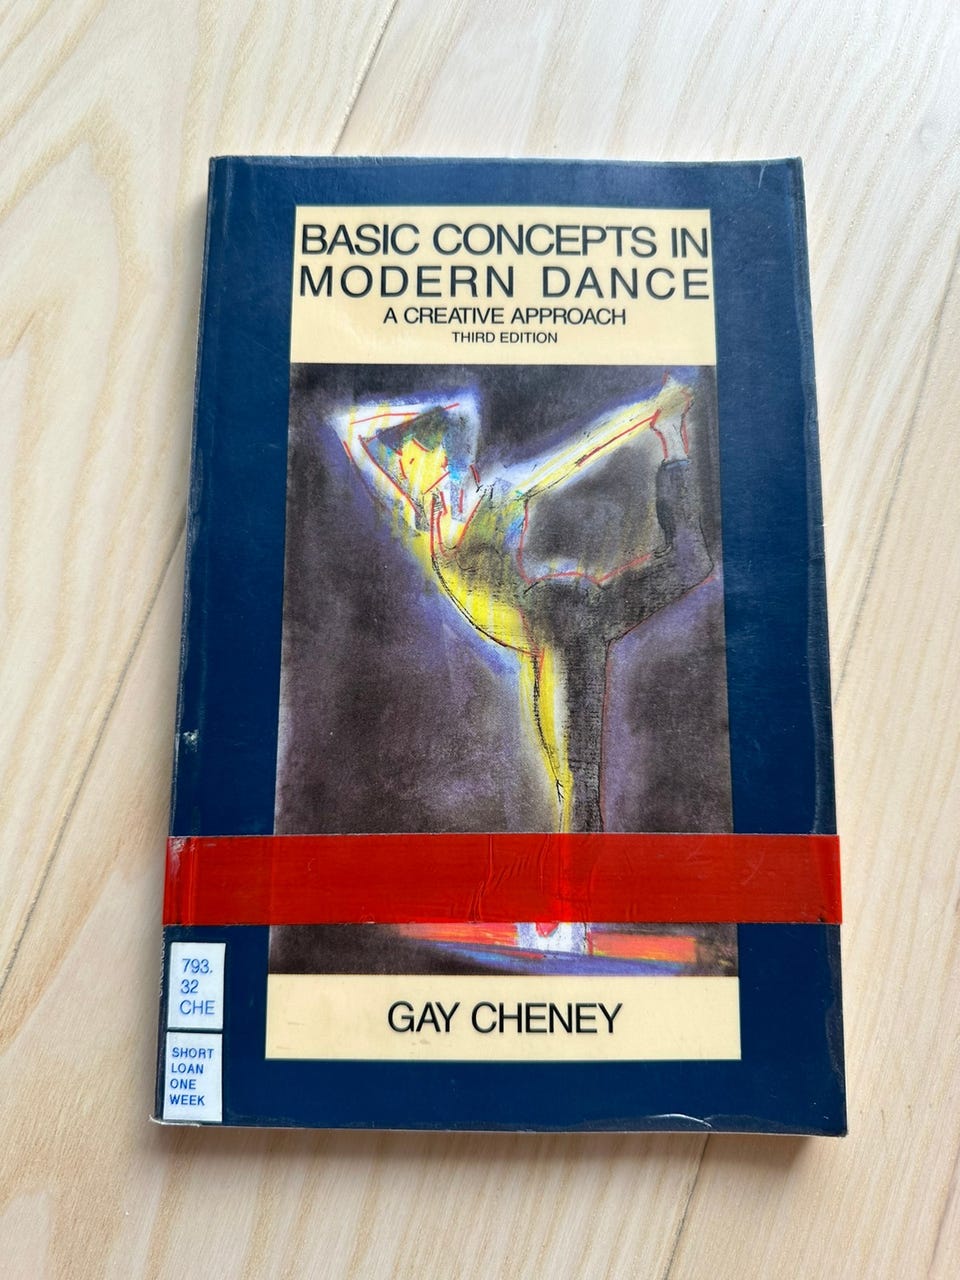 BASIC CONCEPTS IN
MODERN DANCE
A CREATIVE APPROACH
THIRD EDITION
GAY CHENEY
793.
32
CHE
SHORT
LOAN
ONE
WEEK